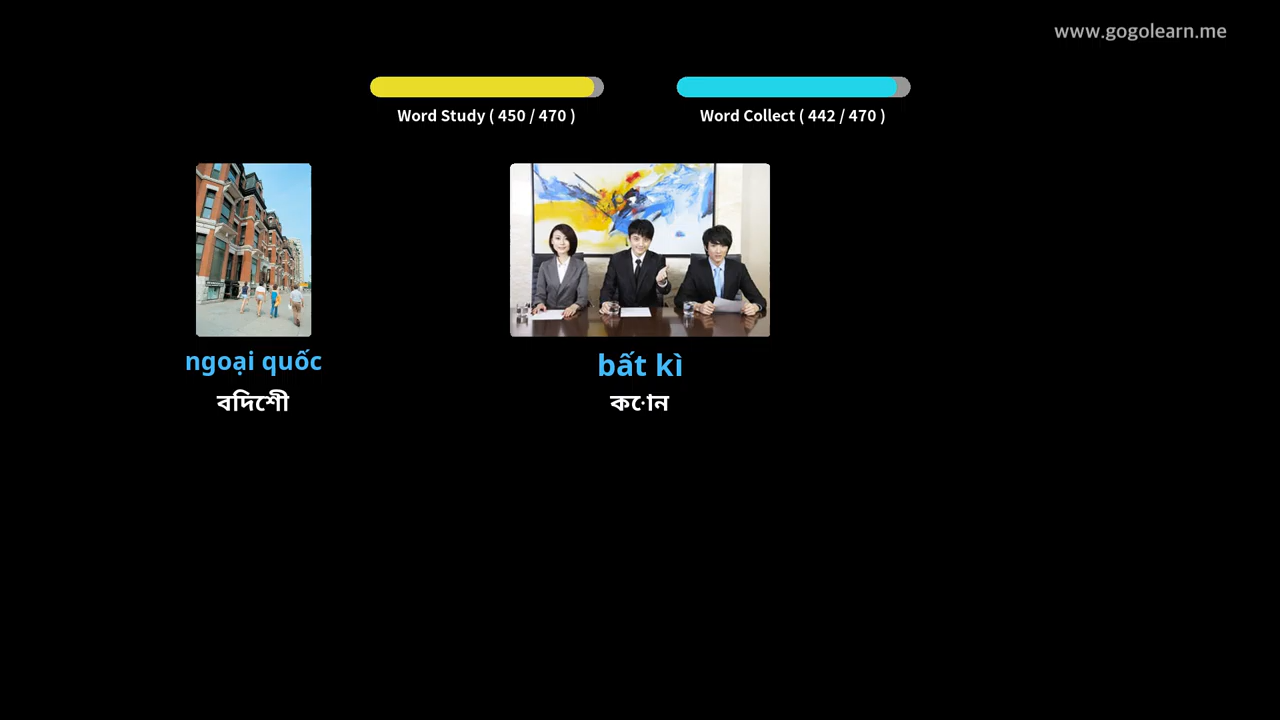 www.gogolearn.me
Word Study ( 450 / 470 )
Word Collect ( 442 / 470 )
ngoại quốc
বিদেশী
bất kì
কোন